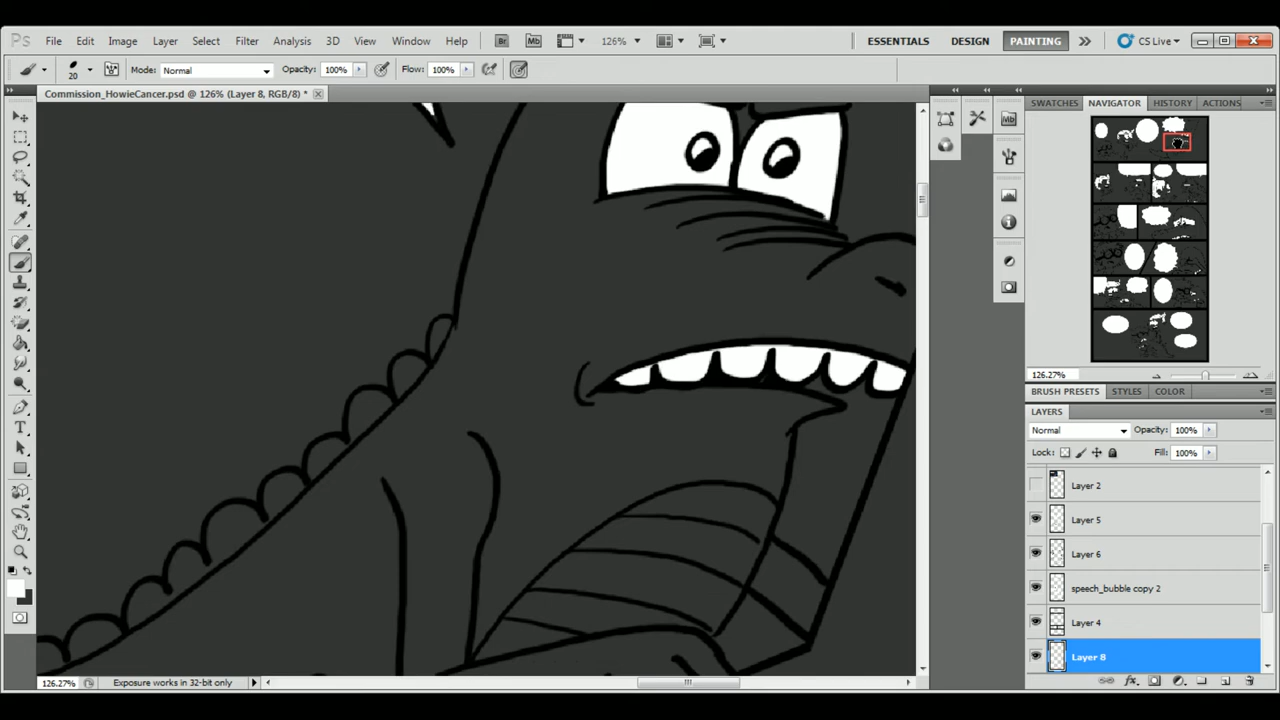 Ps File Edit Image Layer Select Filter Analysis 3D View Window Help Br Mb 126% ESSENTIALS DESIGN PAINTING CS Live
20 Mode: Normal Opacity: 100% Flow: 100%
Commission_HowieCancer.psd @ 126% (Layer 8, RGB/8) *
SWATCHES NAVIGATOR HISTORY ACTIONS
Mb
126.27%
BRUSH PRESETS STYLES COLOR
LAYERS
Normal Opacity: 100%
Lock: Fill: 100%
Layer 2
Layer 5
Layer 6
speech_bubble copy 2
Layer 4
Layer 8
126.27% Exposure works in 32-bit only